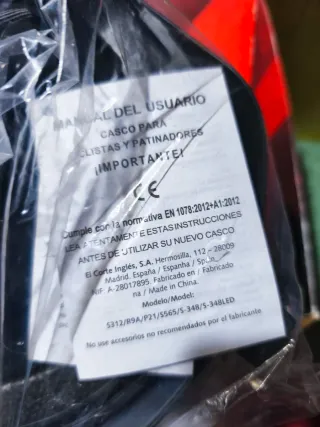 MANUAL DEL USUARIO
CASCO PARA
CLISTAS Y PATINADORES
¡IMPORTANTE!
CE
Cumple con la normativa EN 1078:2012+A1:2012
LEA ATENTAMENTE ESTAS INSTRUCCIONES
ANTES DE UTILIZAR SU NUEVO CASCO
El Corte Inglés, S.A. Hermosilla, 112 - 28009
Madrid. España / Espanha / Spain
NIF: A-28017895. Fabricado en / Fabricado
na / Made in China.
Modelo/Model:
S312/R9A/P21/S565/S-348/S-348LED
No use accesorios no recomendados por el fabricante